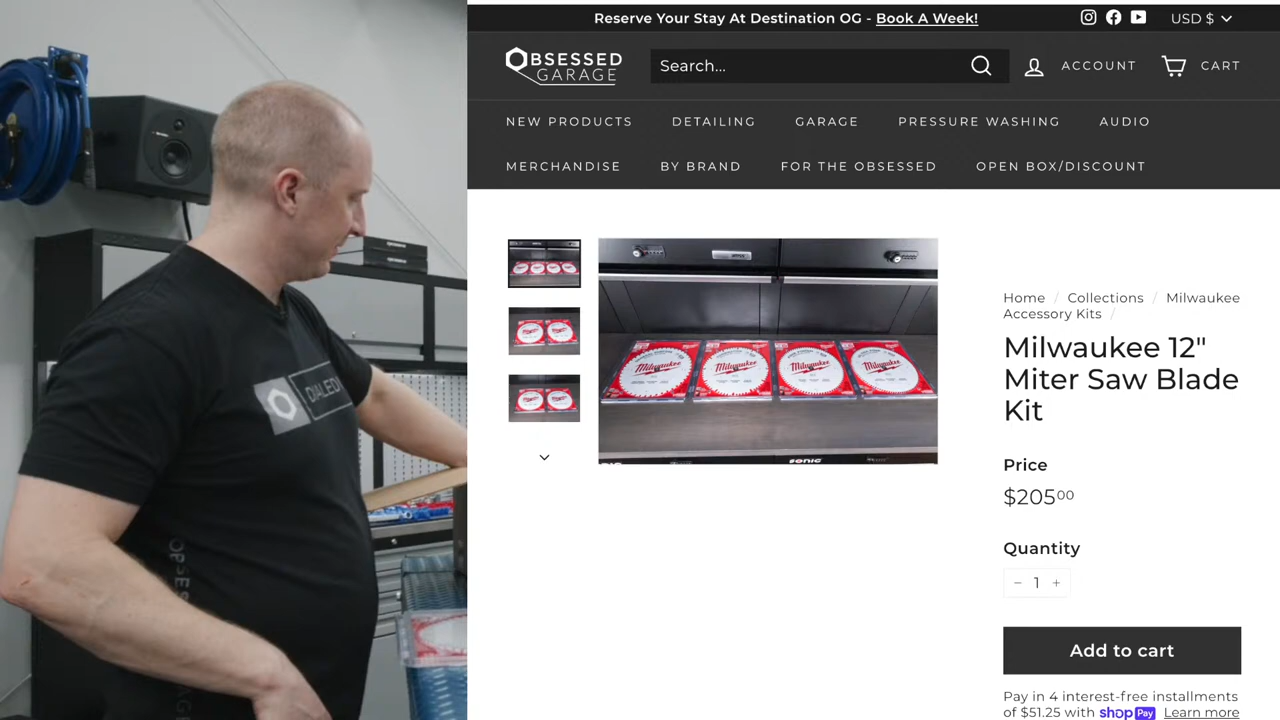 Reserve Your Stay At Destination OG - Book A Week!
USD $
OBSESSED
GARAGE
Search...
ACCOUNT
CART
NEW PRODUCTS
DETAILING
GARAGE
PRESSURE WASHING
AUDIO
MERCHANDISE
BY BRAND
FOR THE OBSESSED
OPEN BOX/DISCOUNT
Home / Collections / Milwaukee
Accessory Kits /
Milwaukee 12"
Miter Saw Blade
Kit
Price
$20500
Quantity
− 1 +
Add to cart
Pay in 4 interest-free installments
of $51.25 with shop Pay Learn more
Milwaukee
Milwaukee
Milwaukee
Milwaukee
SONIC
DIALED